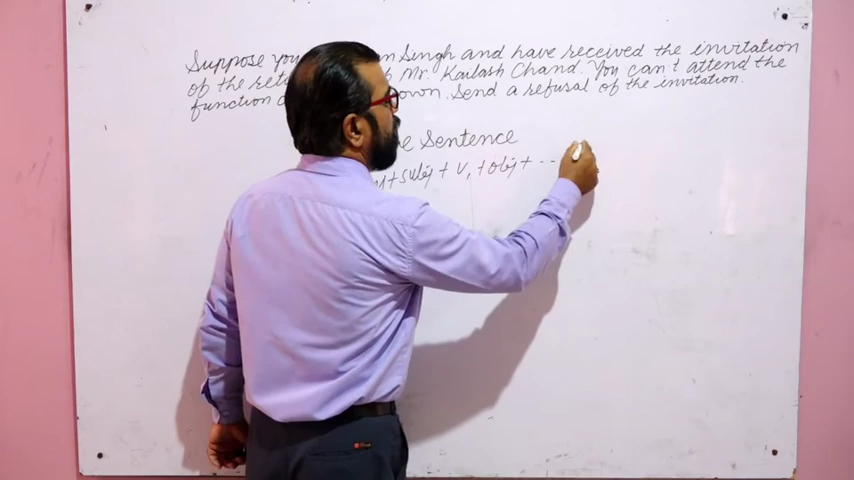 Suppose you n Singh and have received the invitation
of the reti Mr. Kailash Chand. You can't attend the
function d own. Send a refusal of the invitation.
e Sentence
+ subj + V, + obj + ---